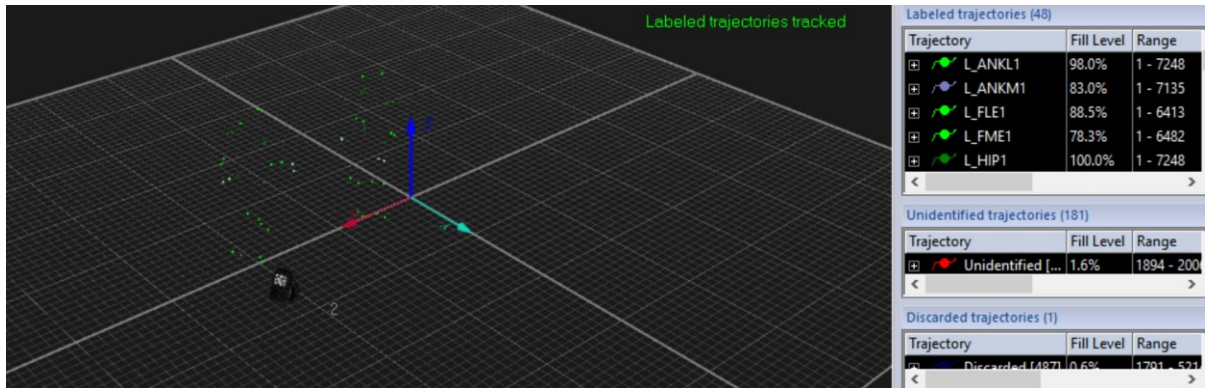 Labeled trajectories tracked
Z
2
Labeled trajectories (48)
Trajectory Fill Level Range
L_ANKL1 98.0% 1 - 7248
L_ANKM1 83.0% 1 - 7135
L_FLE1 88.5% 1 - 6413
L_FME1 78.3% 1 - 6482
L_HIP1 100.0% 1 - 7248
Unidentified trajectories (181)
Trajectory Fill Level Range
Unidentified [... 1.6% 1894 - 200
Discarded trajectories (1)
Trajectory Fill Level Range
Discarded [487] 0.6% 1791 - 521